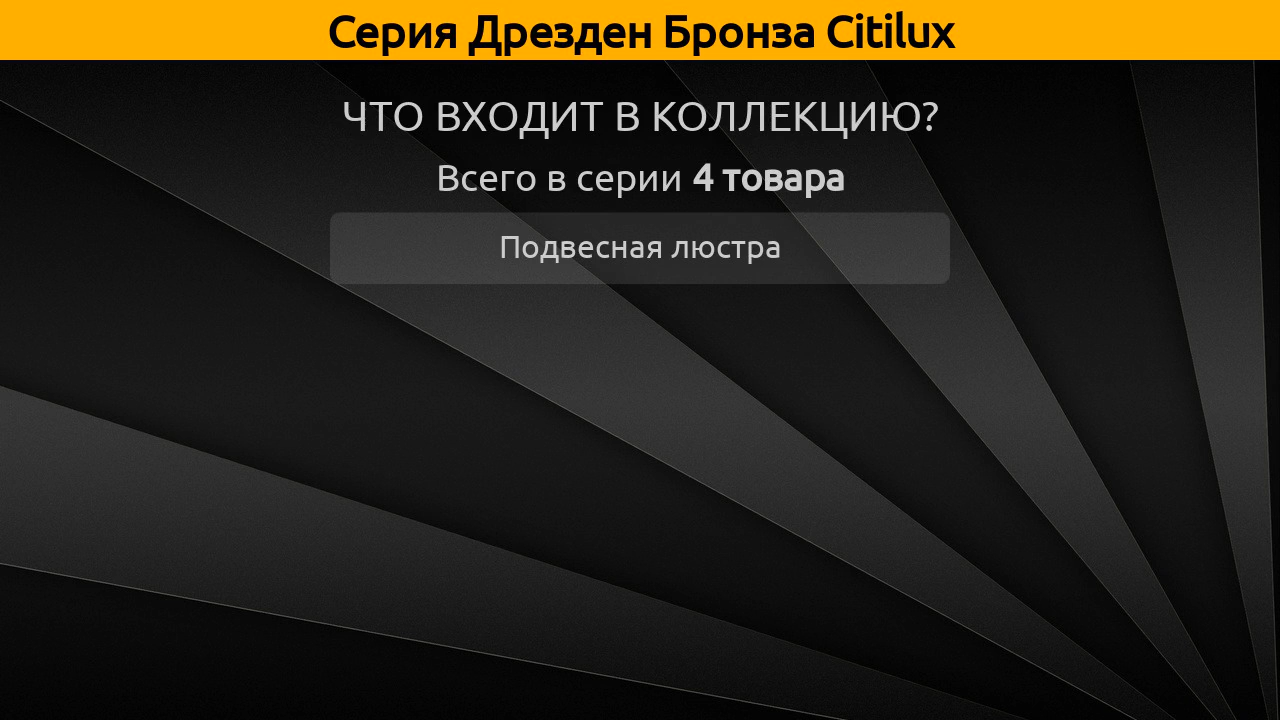 Серия Дрезден Бронза Citilux
ЧТО ВХОДИТ В КОЛЛЕКЦИЮ?
Всего в серии 4 товара
Подвесная люстра